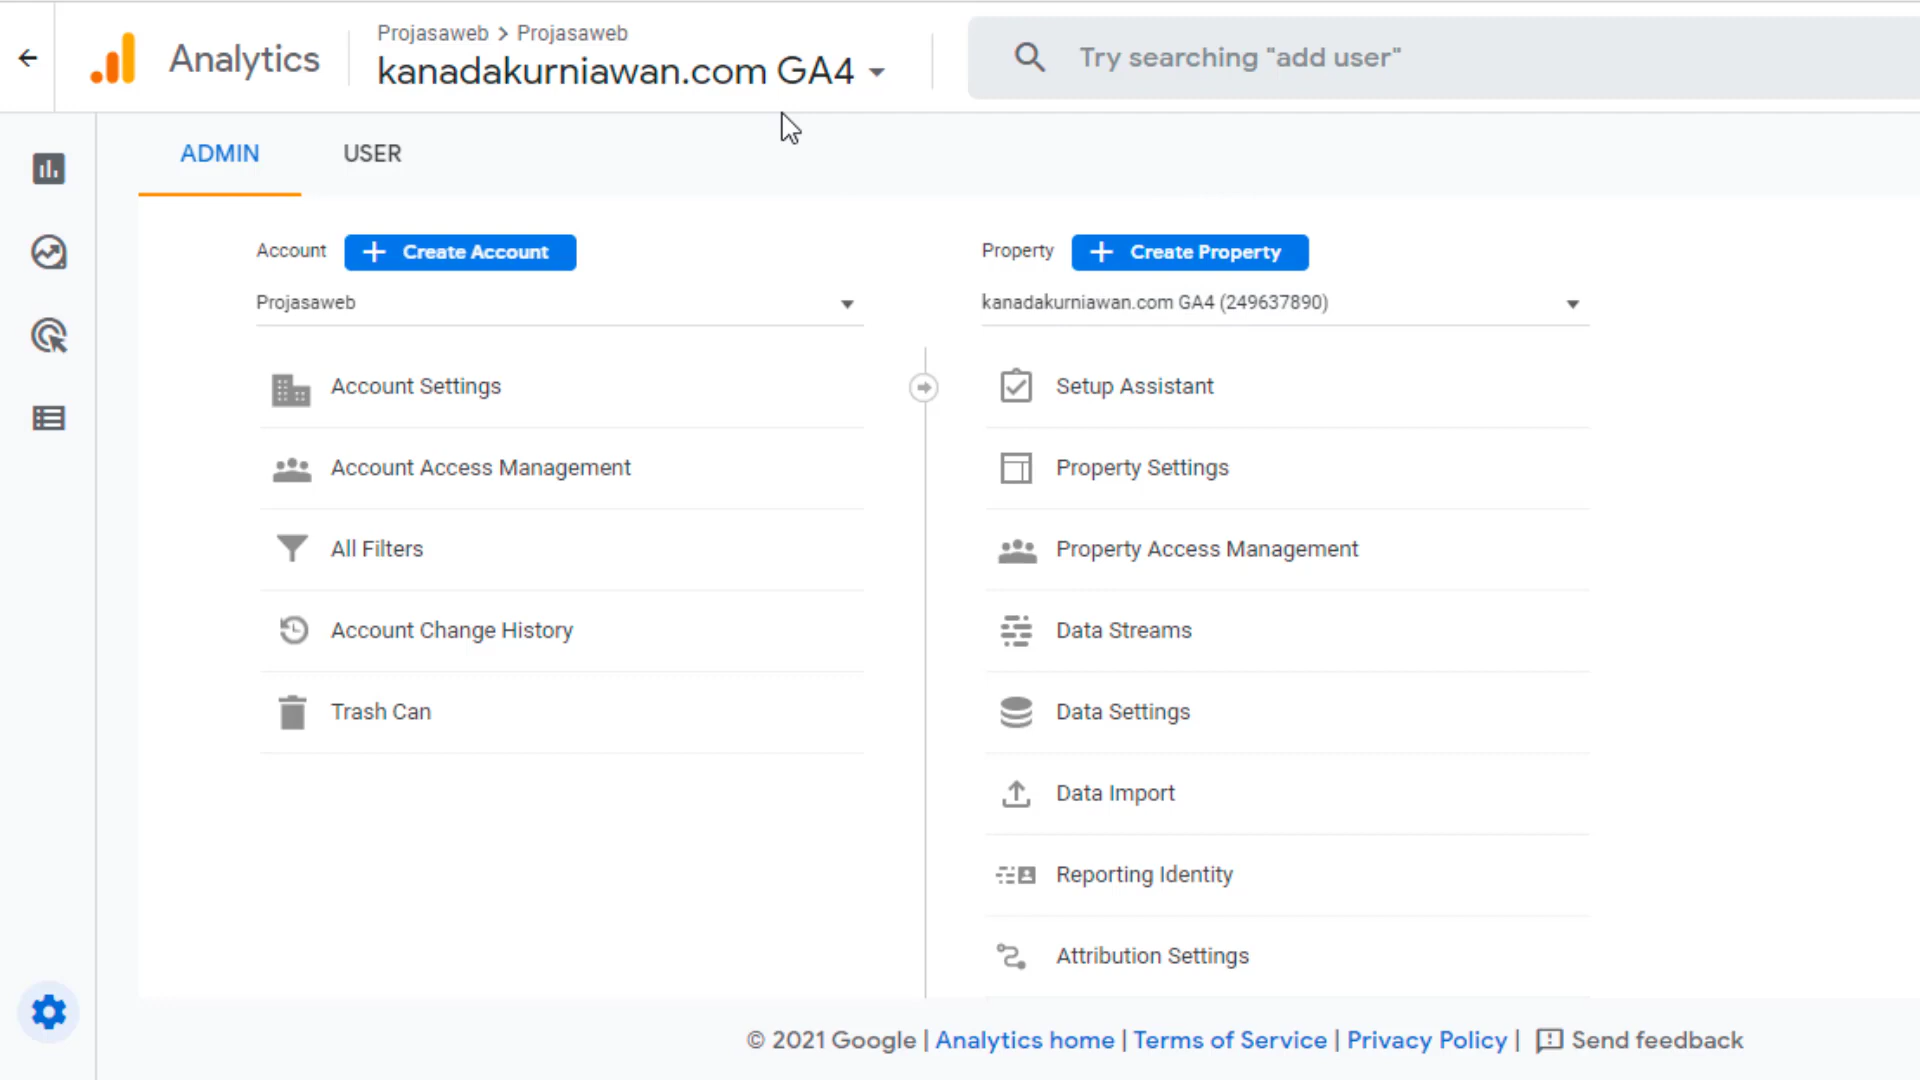 Analytics
Projasaweb > Projasaweb
kanadakurniawan.com GA4
Try searching "add user"
ADMIN
USER
Account
+ Create Account
Projasaweb
Account Settings
Account Access Management
All Filters
Account Change History
Trash Can
Property
+ Create Property
kanadakurniawan.com GA4 (249637890)
Setup Assistant
Property Settings
Property Access Management
Data Streams
Data Settings
Data Import
Reporting Identity
Attribution Settings
© 2021 Google | Analytics home | Terms of Service | Privacy Policy | Send feedback